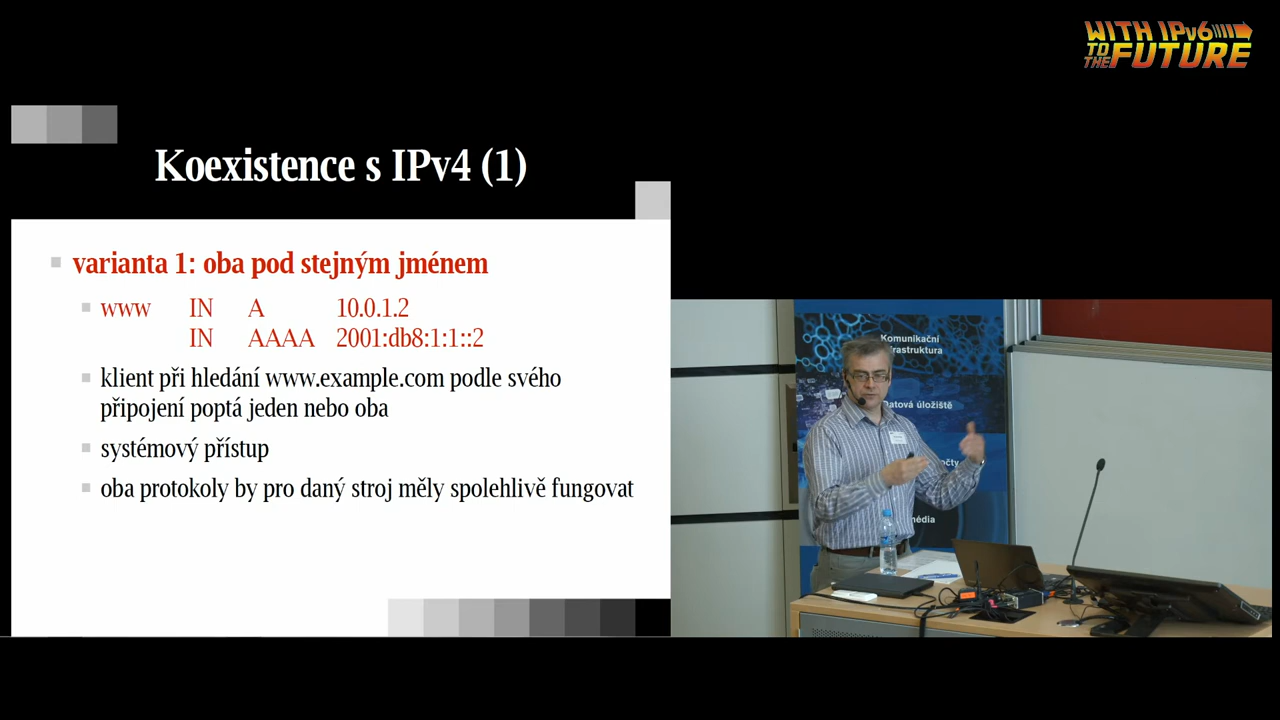 WITH IPv6
TO THE FUTURE
Koexistence s IPv4 (1)
varianta 1: oba pod stejným jménem
www IN A 10.0.1.2
IN AAAA 2001:db8:1:1::2
klient při hledání www.example.com podle svého
připojení poptá jeden nebo oba
systémový přístup
oba protokoly by pro daný stroj měly spolehlivě fungovat
Komunikační
Datová úložiště